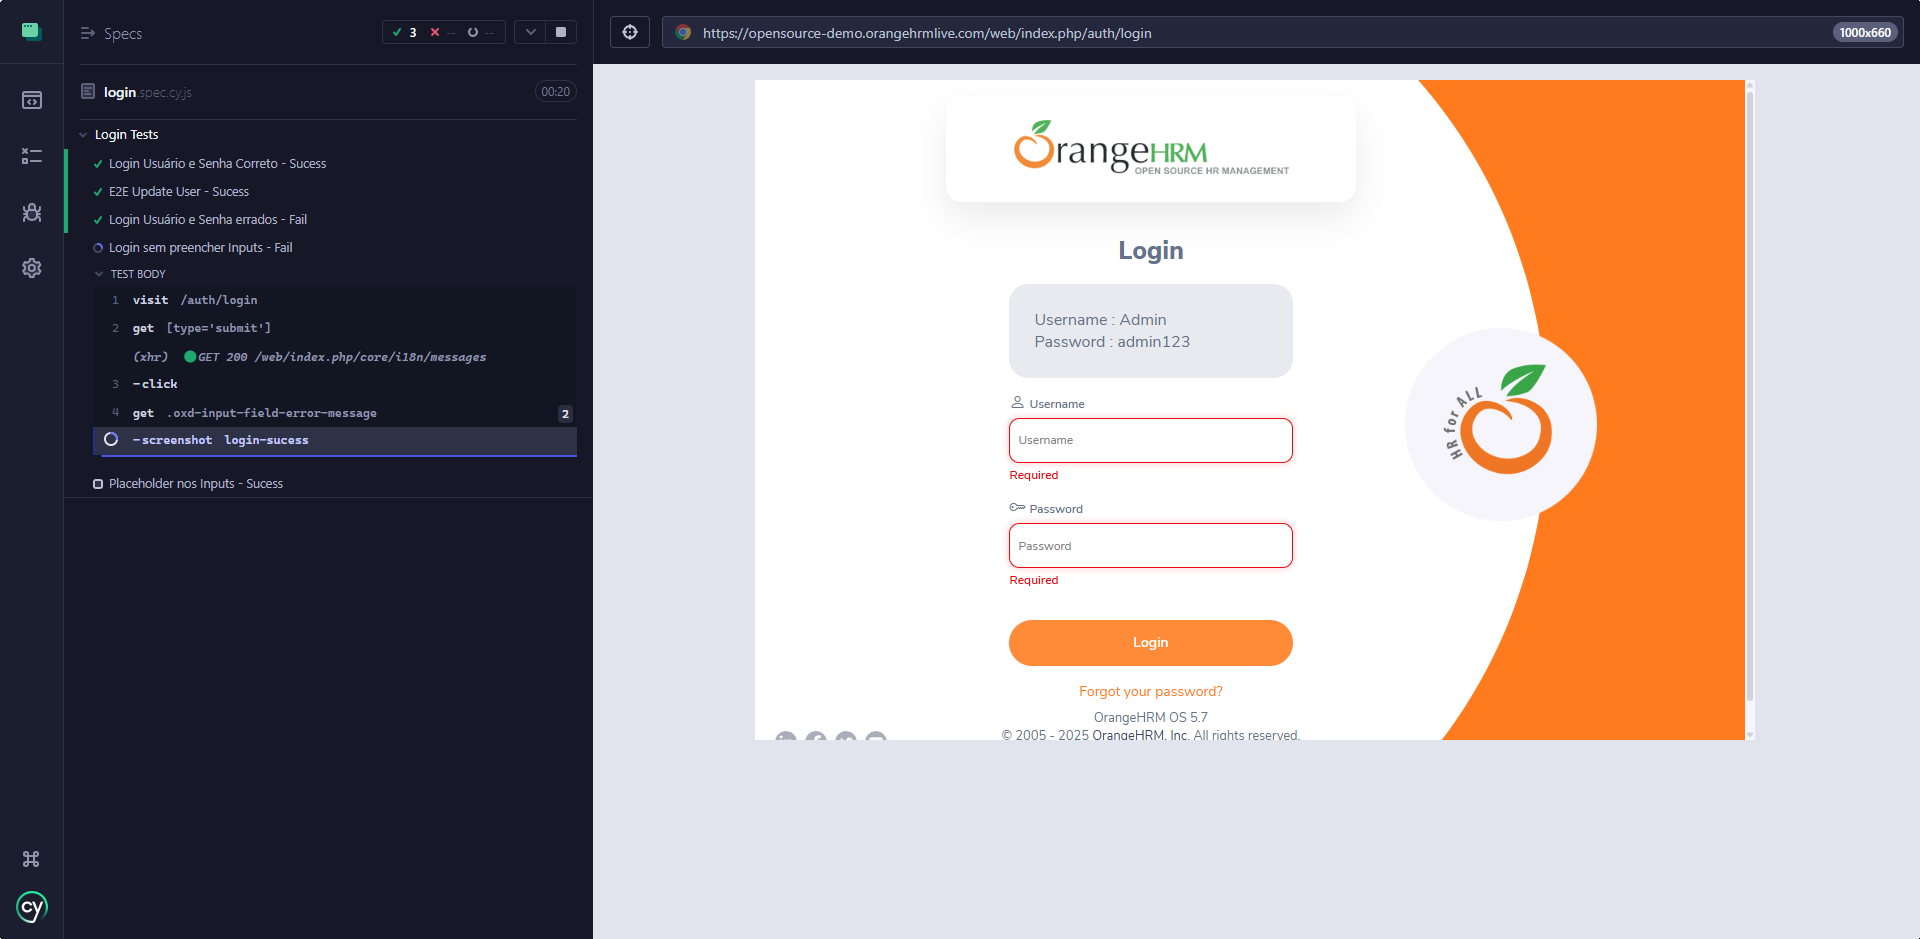 Specs
3 -- --
https://opensource-demo.orangehrmlive.com/web/index.php/auth/login
1000x660
login.spec.cy.js
00:20
Login Tests
Login Usuário e Senha Correto - Sucess
E2E Update User - Sucess
Login Usuário e Senha errados - Fail
Login sem preencher Inputs - Fail
TEST BODY
1 visit /auth/login
2 get [type='submit']
(xhr) GET 200 /web/index.php/core/i18n/messages
3 -click
4 get .oxd-input-field-error-message 2
-screenshot login-sucess
Placeholder nos Inputs - Sucess
cy
OrangeHRM
OPEN SOURCE HR MANAGEMENT
Login
Username : Admin
Password : admin123
Username
Username
Required
Password
Password
Required
Login
Forgot your password?
OrangeHRM OS 5.7
© 2005 - 2025 OrangeHRM, Inc. All rights reserved.
HR for ALL